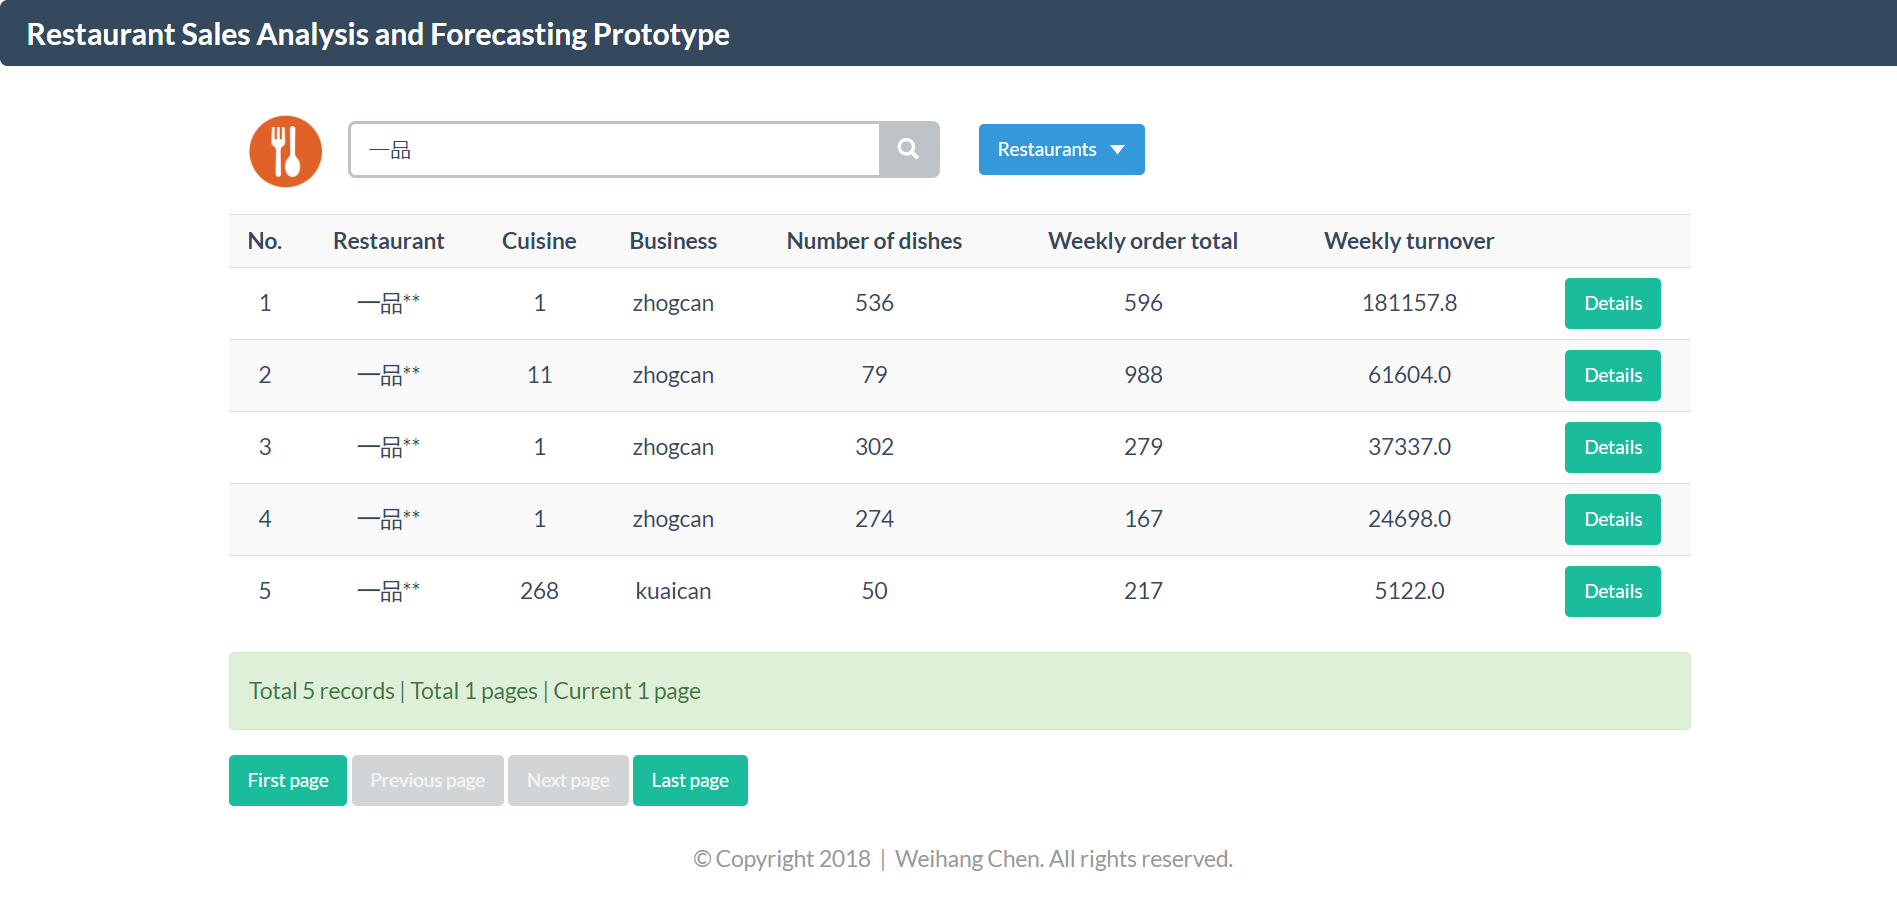 Restaurant Sales Analysis and Forecasting Prototype
一品
Restaurants
No. Restaurant Cuisine Business Number of dishes Weekly order total Weekly turnover
1 一品** 1 zhogcan 536 596 181157.8 Details
2 一品** 11 zhogcan 79 988 61604.0 Details
3 一品** 1 zhogcan 302 279 37337.0 Details
4 一品** 1 zhogcan 274 167 24698.0 Details
5 一品** 268 kuaican 50 217 5122.0 Details
Total 5 records | Total 1 pages | Current 1 page
First page Previous page Next page Last page
© Copyright 2018 | Weihang Chen. All rights reserved.